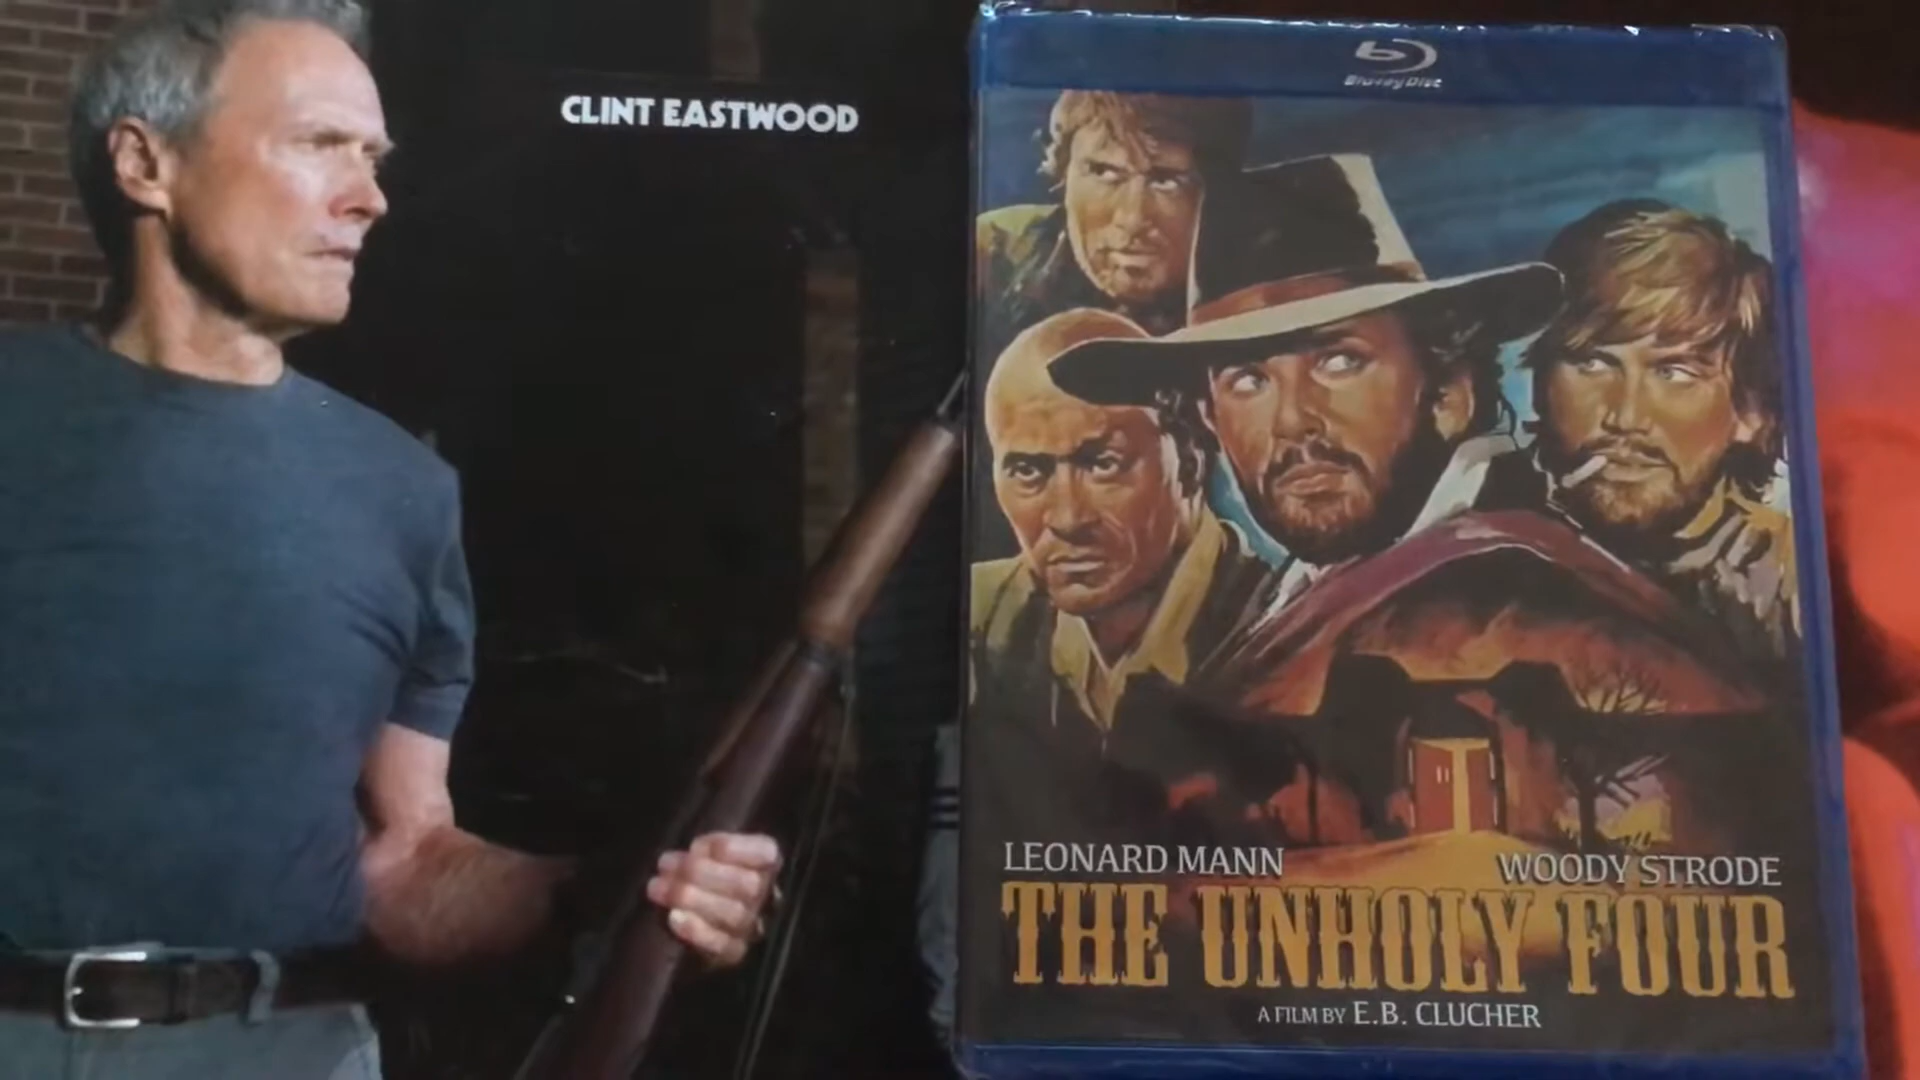 CLINT EASTWOOD
Blu-ray Disc
LEONARD MANN
WOODY STRODE
THE UNHOLY FOUR
A FILM BY E.B. CLUCHER